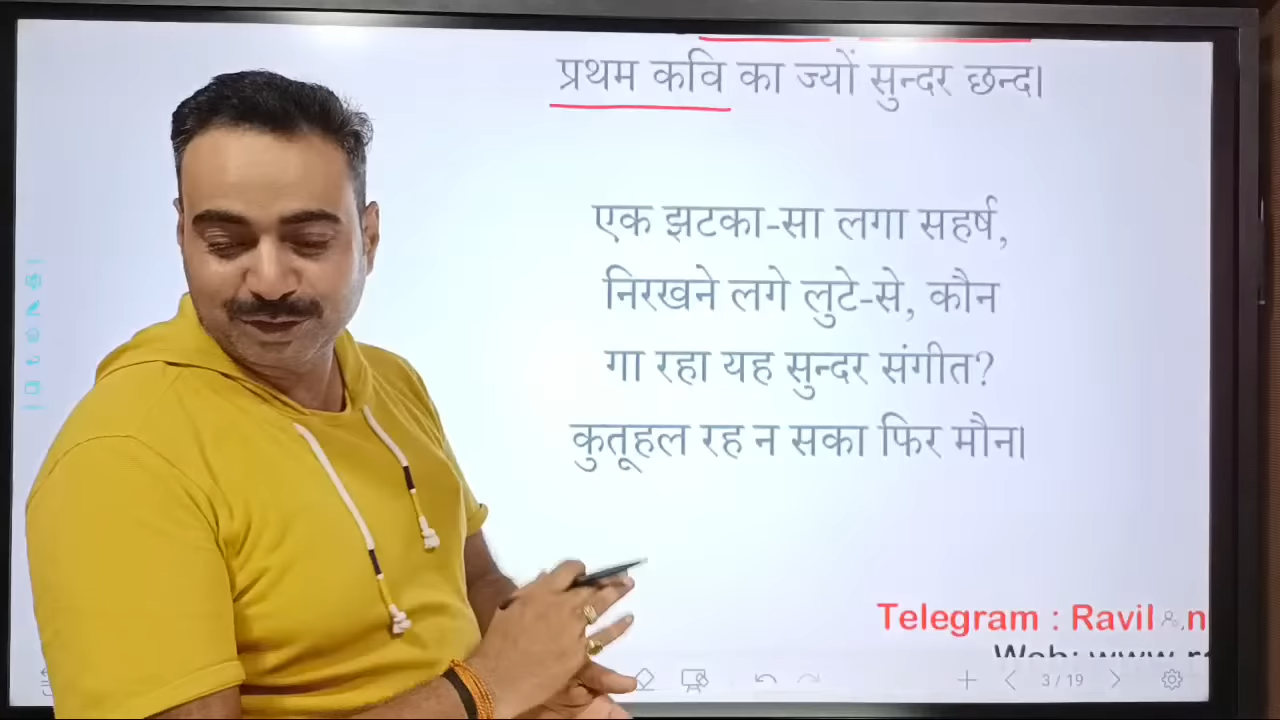 प्रथम कवि का ज्यों सुन्दर छन्द।
एक झटका-सा लगा सहर्ष,
निरखने लगे लुटे-से, कौन
गा रहा यह सुन्दर संगीत?
कुतूहल रह न सका फिर मौन।
Telegram : Ravil
3 / 19